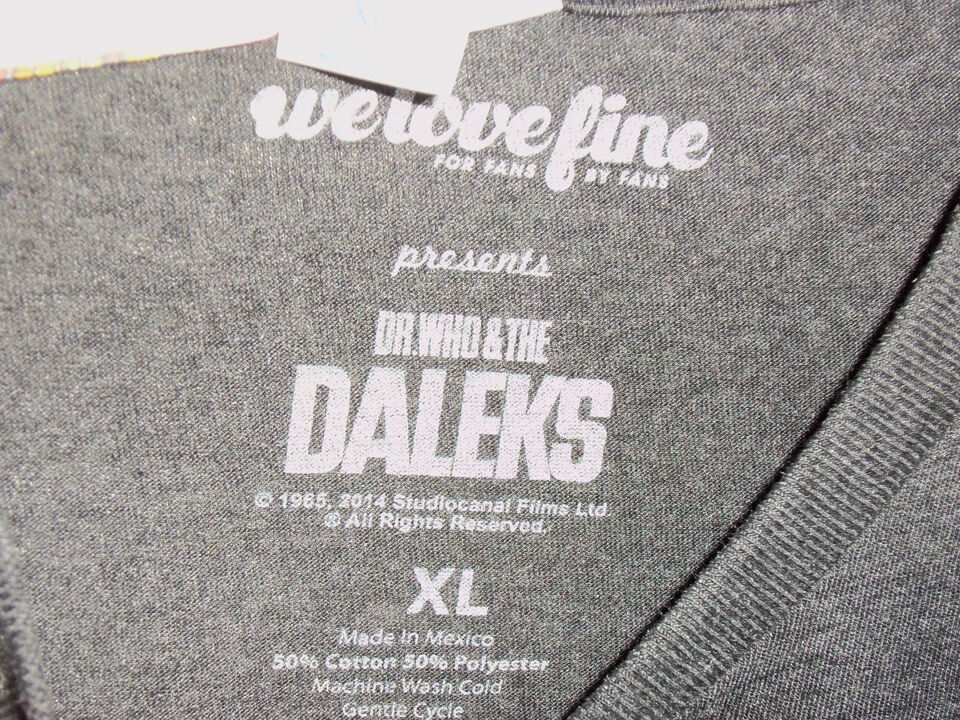 welovefine
FOR FANS BY FANS
presents
DR.WHO & THE
DALEKS
© 1965, 2014 Studiocanal Films Ltd
® All Rights Reserved.
XL
Made In Mexico
50% Cotton 50% Polyester
Machine Wash Cold
Gentle Cycle